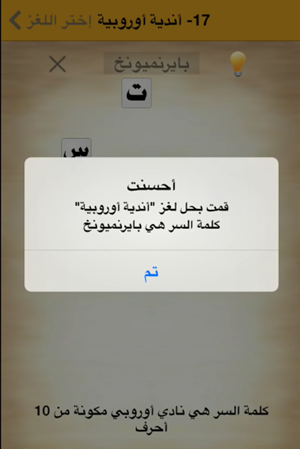 17- أندية أوروبية إختر اللغز
بايرنميونخ
ت
س
أحسنت
قمت بحل لغز "أندية أوروبية"
كلمة السر هي بايرنميونخ
تم
كلمة السر هي نادي أوروبي مكونة من 10
أحرف